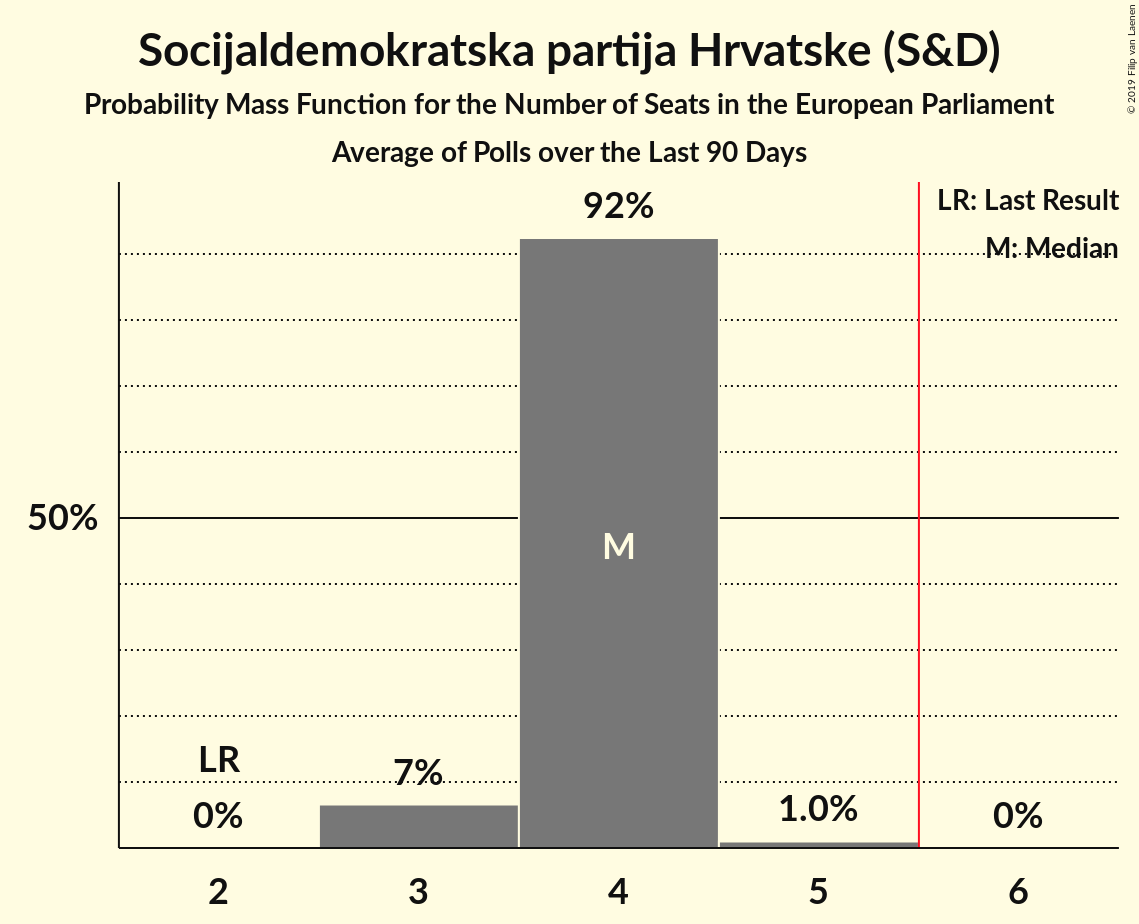 Socijaldemokratska partija Hrvatske (S&D)
Probability Mass Function for the Number of Seats in the European Parliament
Average of Polls over the Last 90 Days
© 2019 Filip van Laenen
LR: Last Result
M: Median
92%
50%
M
LR
0%
7%
1.0%
0%
2
3
4
5
6